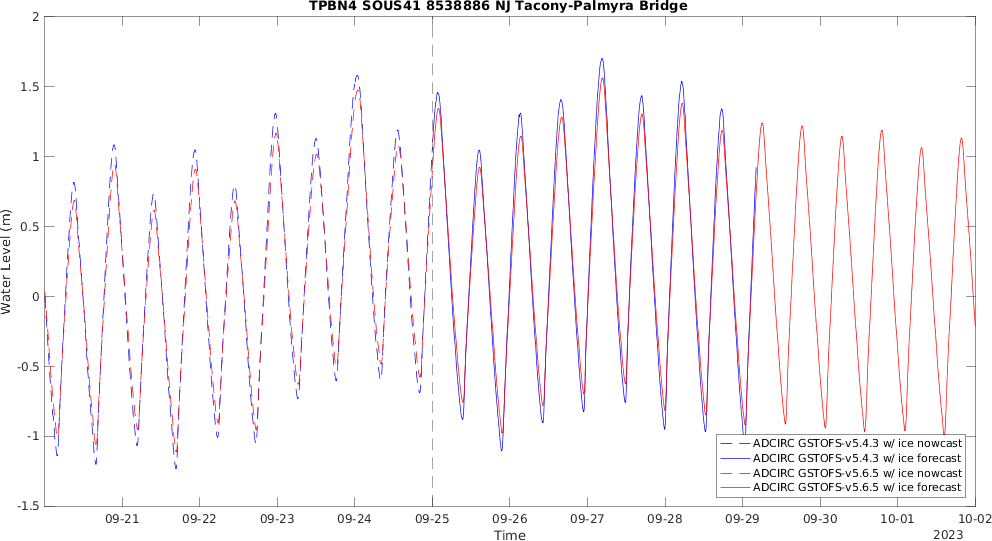 TPBN4 SOUS41 8538886 NJ Tacony-Palmyra Bridge
2
1.5
1
0.5
0
-0.5
-1
-1.5
Water Level (m)
ADCIRC GSTOFS-v5.4.3 w/ ice nowcast
ADCIRC GSTOFS-v5.4.3 w/ ice forecast
ADCIRC GSTOFS-v5.6.5 w/ ice nowcast
ADCIRC GSTOFS-v5.6.5 w/ ice forecast
09-21 09-22 09-23 09-24 09-25 09-26 09-27 09-28 09-29 09-30 10-01 10-02
Time
2023